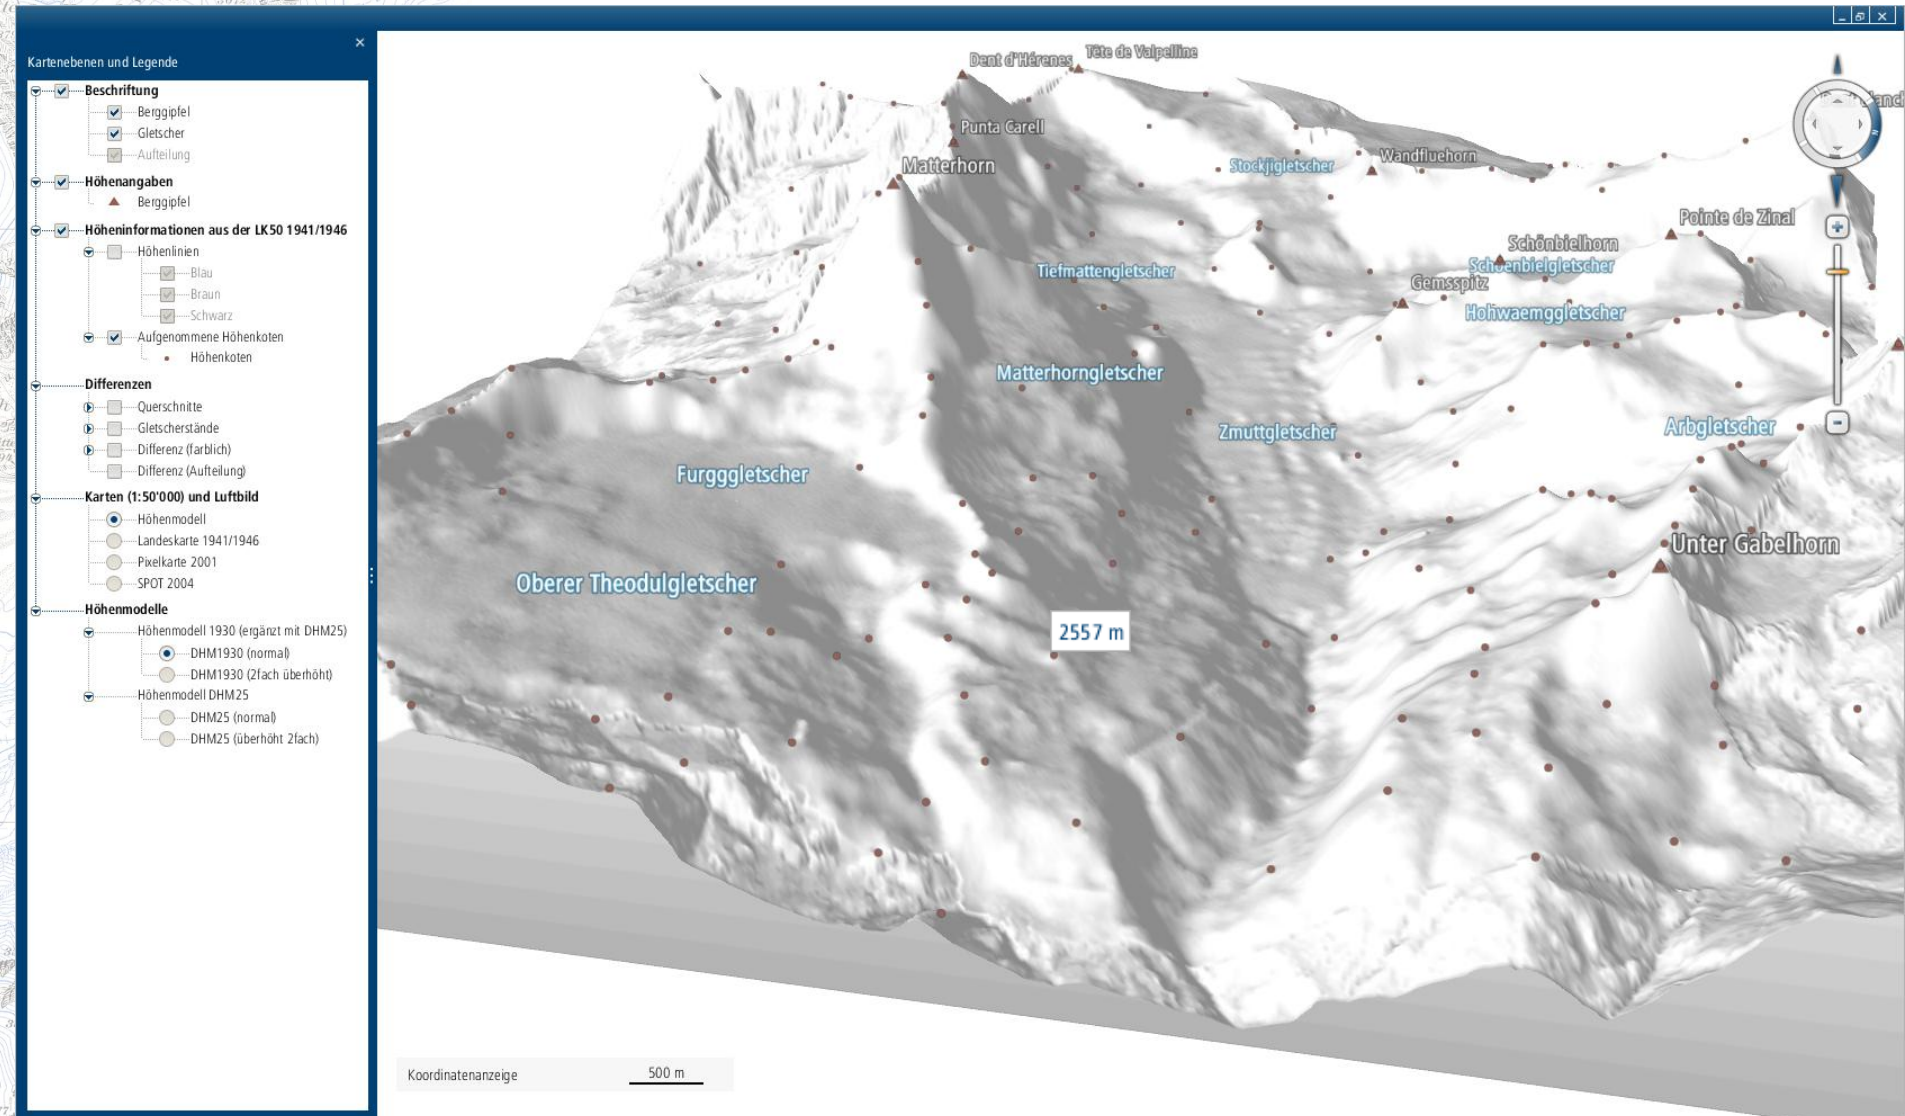 Kartenebenen und Legende
Beschriftung
Berggipfel
Gletscher
Aufteilung
Höhenangaben
Berggipfel
Höheninformationen aus der LK50 1941/1946
Höhenlinien
Blau
Braun
Schwarz
Aufgenommene Höhenkoten
Höhenkoten
Differenzen
Querschnitte
Gletscherstände
Differenz (farblich)
Differenz (Aufteilung)
Karten (1:50'000) und Luftbild
Höhenmodell
Landeskarte 1941/1946
Pixelkarte 2001
SPOT 2004
Höhenmodelle
Höhenmodell 1930 (ergänzt mit DHM25)
DHM1930 (normal)
DHM1930 (2fach überhöht)
Höhenmodell DHM25
DHM25 (normal)
DHM25 (überhöht 2fach)
Dent d'Hérenes
Tête de Valpelline
Punta Carell
Matterhorn
Stockjigletscher
Wandfluehorn
Pointe de Zinal
Schönbielhorn
Schoenbielgletscher
Tiefmattengletscher
Gemsspitz
Hohwaemggletscher
Matterhorngletscher
Zmuttgletscher
Arbgletscher
Furgggletscher
Unter Gabelhorn
Oberer Theodulgletscher
2557 m
N
Koordinatenanzeige
500 m